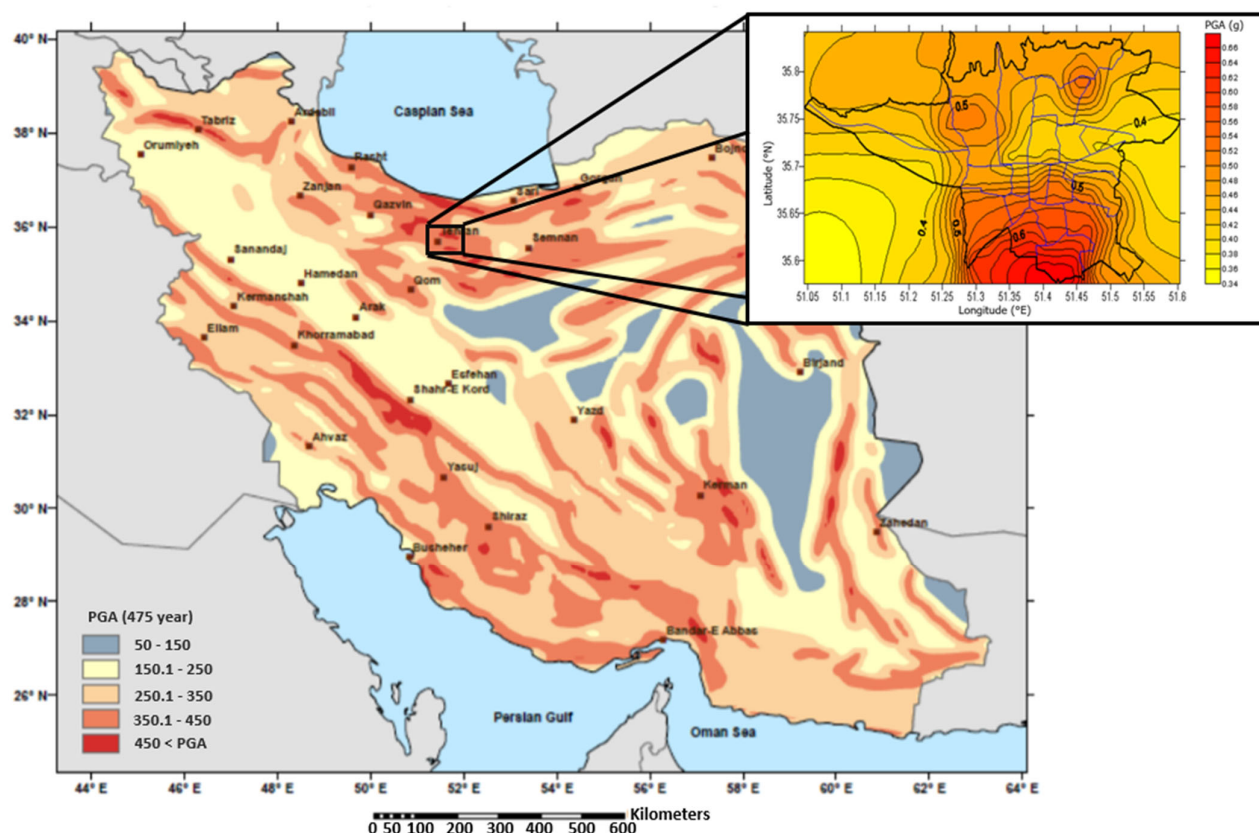 40° N
38° N
36° N
34° N
32° N
30° N
28° N
26° N
44° E
46° E
48° E
50° E
52° E
54° E
56° E
58° E
60° E
62° E
64° E
Caspian Sea
Tabriz
Ardebil
Orumiyeh
Rasht
Zanjan
Qazvin
Sari
Gorgan
Tehran
Semnan
Sanandaj
Hamedan
Qom
Kermanshah
Arak
Ellam
Khorramabad
Birjand
Esfehan
Shahr-E Kord
Yazd
Ahvaz
Yasuj
Kerman
Shiraz
Zahedan
Busheher
Bandar-E Abbas
Persian Gulf
Oman Sea
PGA (475 year)
50 - 150
150.1 - 250
250.1 - 350
350.1 - 450
450 < PGA
0 50 100 200 300 400 500 600 Kilometers
PGA (g)
0.66
0.64
0.62
0.60
0.58
0.56
0.54
0.52
0.50
0.48
0.46
0.44
0.42
0.40
0.38
0.36
0.34
Latitude (°N)
35.8
35.75
35.7
35.65
35.6
0.5
0.4
0.5
0.4
0.5
0.6
51.05 51.1 51.15 51.2 51.25 51.3 51.35 51.4 51.45 51.5 51.55 51.6
Longitude (°E)